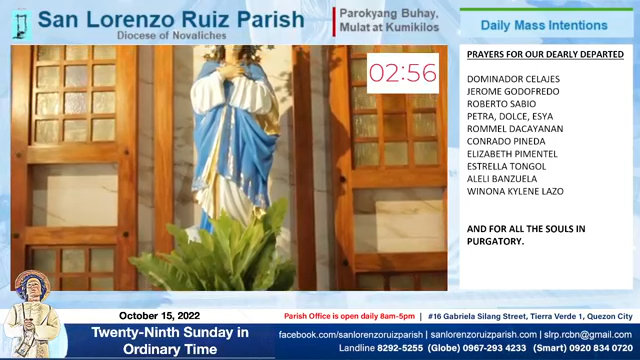 San Lorenzo Ruiz Parish
Diocese of Novaliches
Parokyang Buhay,
Mulat at Kumikilos
Daily Mass Intentions
02:56
PRAYERS FOR OUR DEARLY DEPARTED
DOMINADOR CELAJES
JEROME GODOFREDO
ROBERTO SABIO
PETRA, DOLCE, ESYA
ROMMEL DACAYANAN
CONRADO PINEDA
ELIZABETH PIMENTEL
ESTRELLA TONGOL
ALELI BANZUELA
WINONA KYLENE LAZO
AND FOR ALL THE SOULS IN
PURGATORY.
October 15, 2022
Twenty-Ninth Sunday in
Ordinary Time
Parish Office is open daily 8am-5pm | #16 Gabriela Silang Street, Tierra Verde 1, Quezon City
facebook.com/sanlorenzoruizparish | sanlorenzoruizparish.com | slrp.rcbn@gmail.com
Landline 8292-5255 (Globe) 0967-293 4233 (Smart) 0920 834 0720